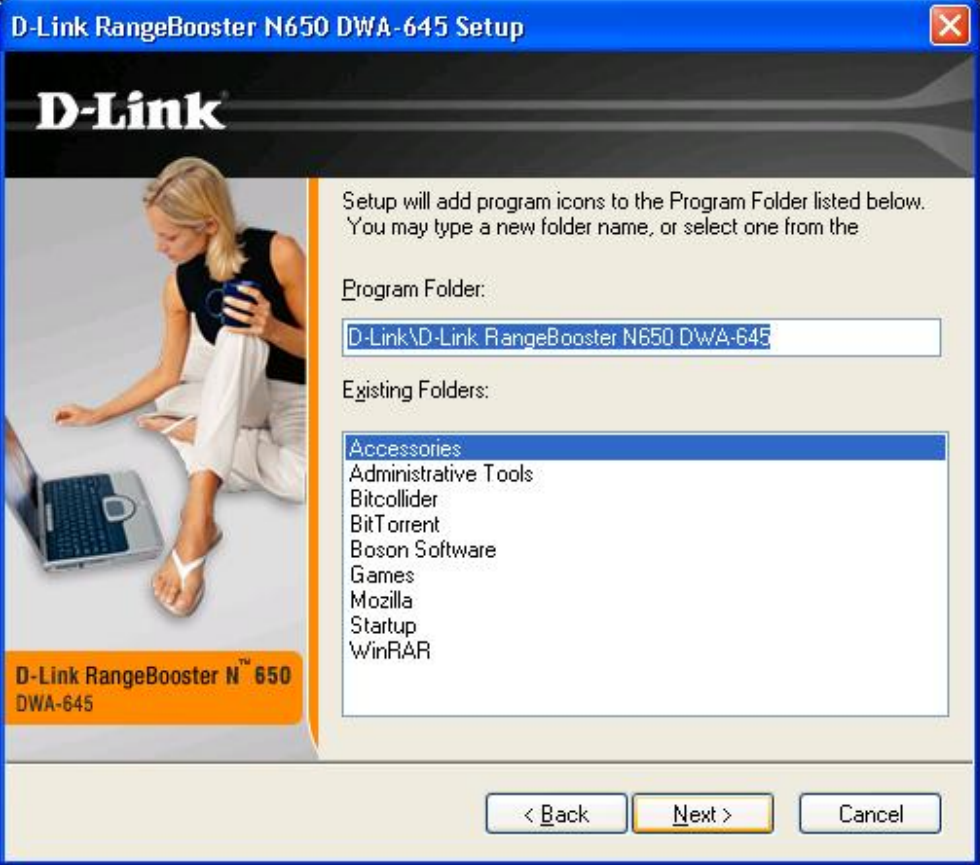 D-Link RangeBooster N650 DWA-645 Setup
D-Link
Setup will add program icons to the Program Folder listed below.
You may type a new folder name, or select one from the
Program Folder:
D-Link\D-Link RangeBooster N650 DWA-645
Existing Folders:
Accessories
Administrative Tools
Bitcollider
BitTorrent
Boson Software
Games
Mozilla
Startup
WinRAR
D-Link RangeBooster N™ 650
DWA-645
< Back
Next >
Cancel